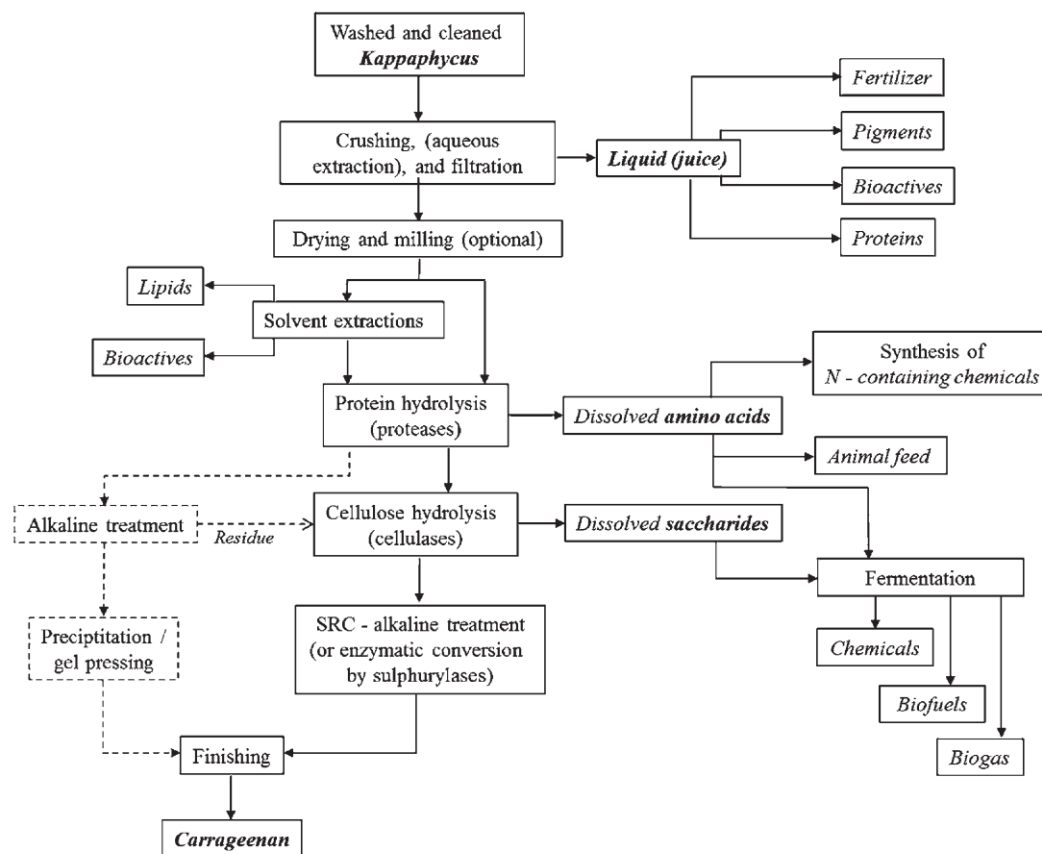 Washed and cleaned
Kappaphycus
Fertilizer
Pigments
Crushing, (aqueous
extraction), and filtration
Liquid (juice)
Bioactives
Drying and milling (optional)
Proteins
Lipids
Solvent extractions
Bioactives
Synthesis of
N - containing chemicals
Protein hydrolysis
(proteases)
Dissolved amino acids
Animal feed
Alkaline treatment
Residue
Cellulose hydrolysis
(cellulases)
Dissolved saccharides
Fermentation
Preciptitation /
gel pressing
SRC - alkaline treatment
(or enzymatic conversion
by sulphurylases)
Chemicals
Biofuels
Biogas
Finishing
Carrageenan